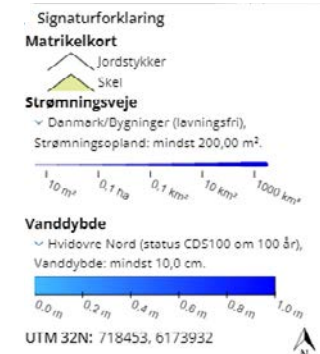 Signaturforklaring
Matrikelkort
Jordstykker
Skel
Strømningsveje
Danmark/Bygninger (lavningsfri),
Strømningsopland: mindst 200,00 m².
10 m² 0,1 ha 0,1 km² 10 km² 1000 km²
Vanddybde
Hvidovre Nord (status CDS100 om 100 år),
Vanddybde: mindst 10,0 cm.
0.0 m 0.2 m 0.4 m 0.6 m 0.8 m 1.0 m
UTM 32N: 718453, 6173932
N